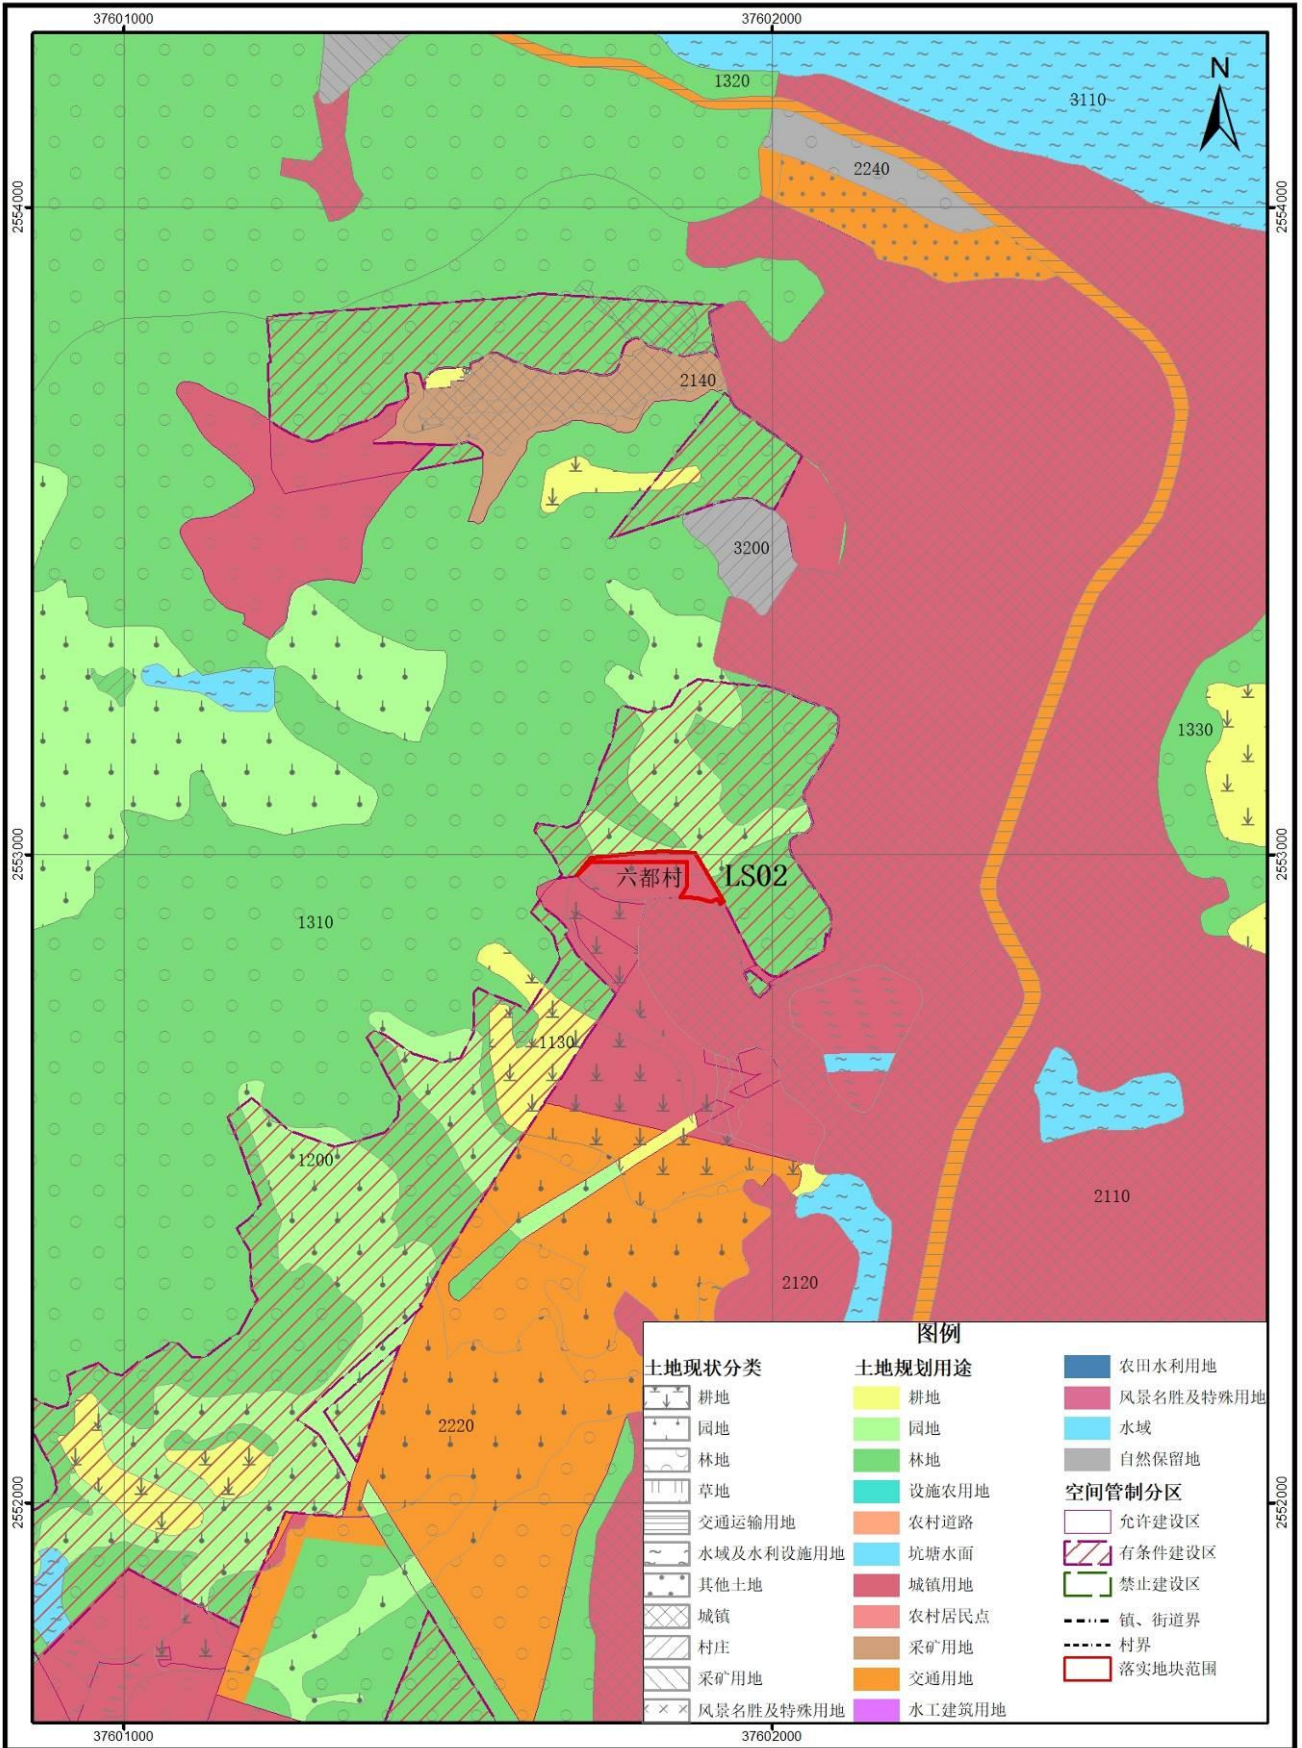 37601000
37602000
N
1320
3110
2240
2554000
2554000
2140
3200
1330
2553000
2553000
六都村
LS02
1310
1130
1200
2110
2120
2220
2552000
2552000
图例
土地现状分类
耕地
园地
林地
草地
交通运输用地
水域及水利设施用地
其他土地
城镇
村庄
采矿用地
风景名胜及特殊用地
土地规划用途
耕地
园地
林地
设施农用地
农村道路
坑塘水面
城镇用地
农村居民点
采矿用地
交通用地
水工建筑用地
农田水利用地
风景名胜及特殊用地
水域
自然保留地
空间管制分区
允许建设区
有条件建设区
禁止建设区
镇、街道界
村界
落实地块范围
37601000
37602000